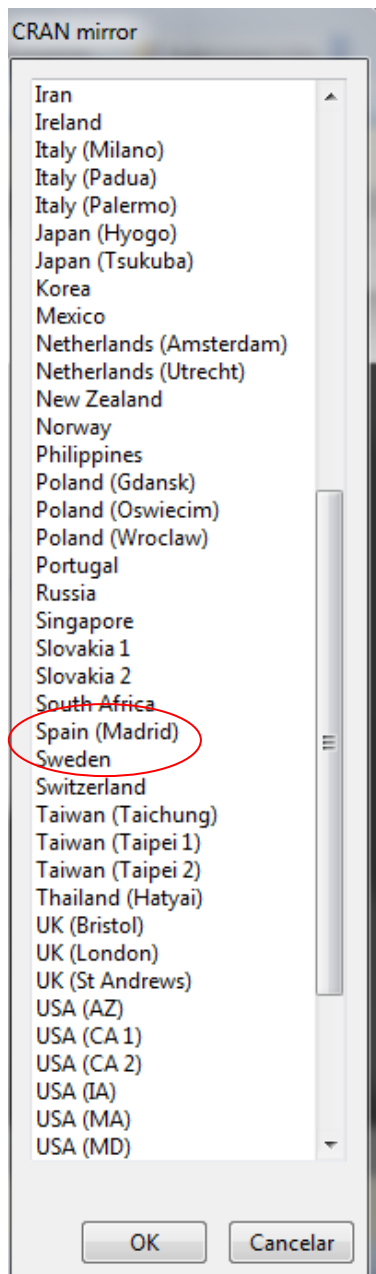 CRAN mirror
Iran
Ireland
Italy (Milano)
Italy (Padua)
Italy (Palermo)
Japan (Hyogo)
Japan (Tsukuba)
Korea
Mexico
Netherlands (Amsterdam)
Netherlands (Utrecht)
New Zealand
Norway
Philippines
Poland (Gdansk)
Poland (Oswiecim)
Poland (Wroclaw)
Portugal
Russia
Singapore
Slovakia 1
Slovakia 2
South Africa
Spain (Madrid)
Sweden
Switzerland
Taiwan (Taichung)
Taiwan (Taipei 1)
Taiwan (Taipei 2)
Thailand (Hatyai)
UK (Bristol)
UK (London)
UK (St Andrews)
USA (AZ)
USA (CA 1)
USA (CA 2)
USA (IA)
USA (MA)
USA (MD)
OK Cancelar